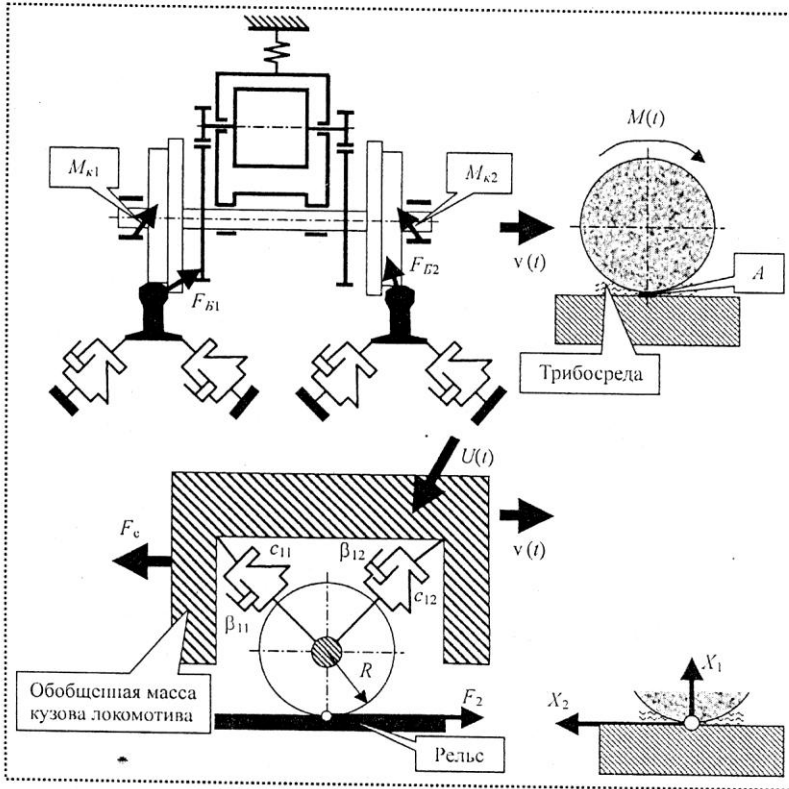 M(t)
Mк1
Mк2
v(t)
FБ1
FБ2
A
Трибосреда
U(t)
Fс
c11
β12
v(t)
β11
c12
R
Обобщенная масса
кузова локомотива
F2
Рельс
X1
X2